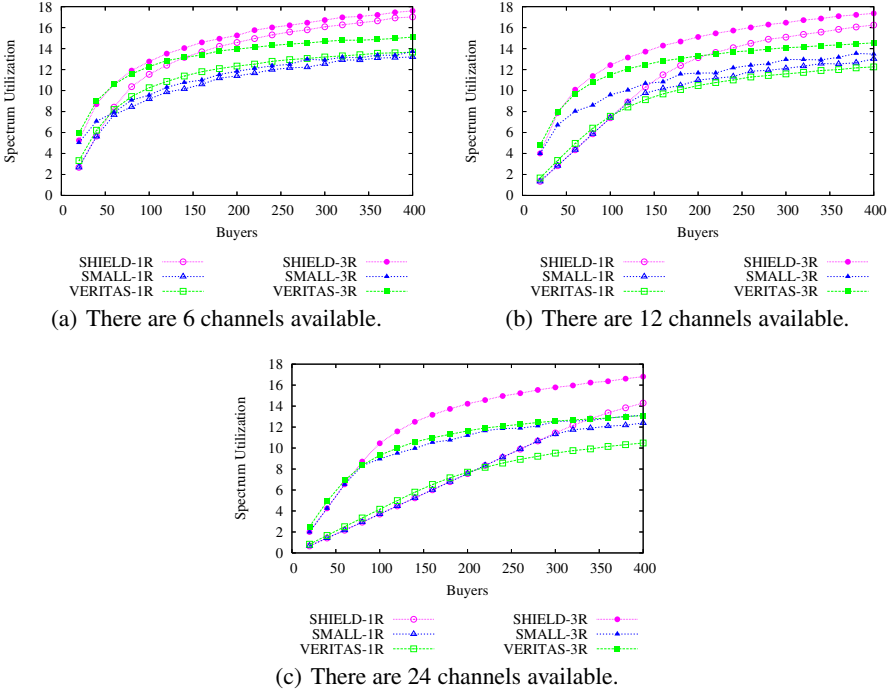 18
16
14
12
10
8
6
4
2
0
Spectrum Utilization
0 50 100 150 200 250 300 350 400
Buyers
SHIELD-1R SHIELD-3R
SMALL-1R SMALL-3R
VERITAS-1R VERITAS-3R
(a) There are 6 channels available.
18
16
14
12
10
8
6
4
2
0
Spectrum Utilization
0 50 100 150 200 250 300 350 400
Buyers
SHIELD-1R SHIELD-3R
SMALL-1R SMALL-3R
VERITAS-1R VERITAS-3R
(b) There are 12 channels available.
18
16
14
12
10
8
6
4
2
0
Spectrum Utilization
0 50 100 150 200 250 300 350 400
Buyers
SHIELD-1R SHIELD-3R
SMALL-1R SMALL-3R
VERITAS-1R VERITAS-3R
(c) There are 24 channels available.